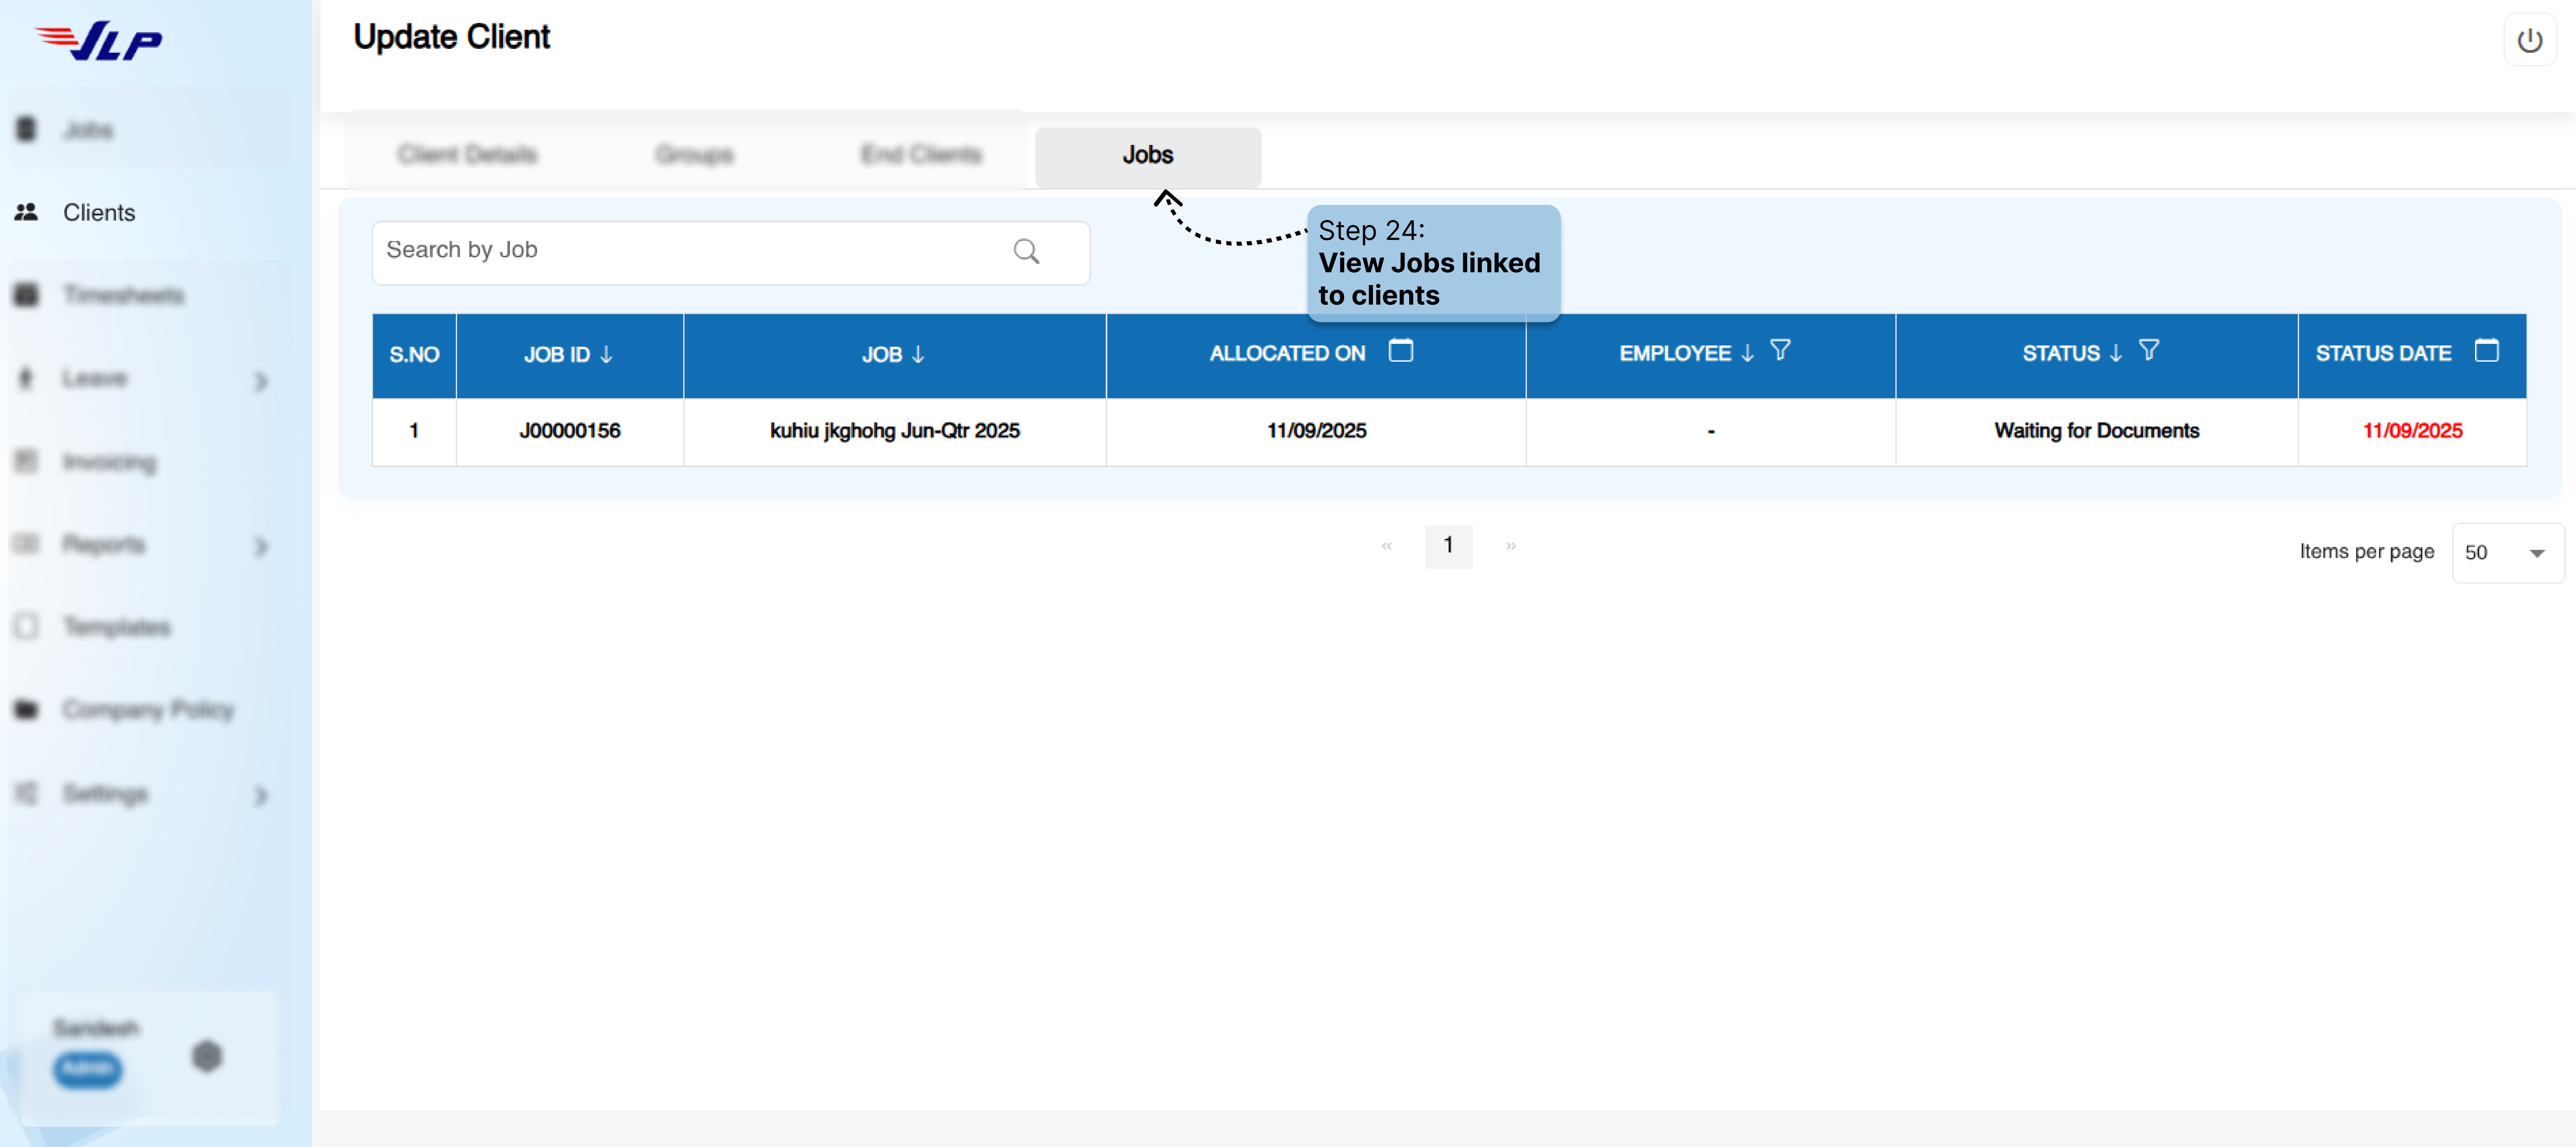 JLP
Update Client
Jobs
Clients
Timesheets
Leave
Invoicing
Reports
Templates
Company Policy
Settings
Sandesh
Admin
Client Details
Groups
End Clients
Jobs
Step 24:
View Jobs linked
to clients
Search by Job
S.NO
JOB ID ↓
JOB ↓
ALLOCATED ON
EMPLOYEE ↓
STATUS ↓
STATUS DATE
1
J00000156
kuhiu jkghohg Jun-Qtr 2025
11/09/2025
-
Waiting for Documents
11/09/2025
«
1
»
Items per page
50